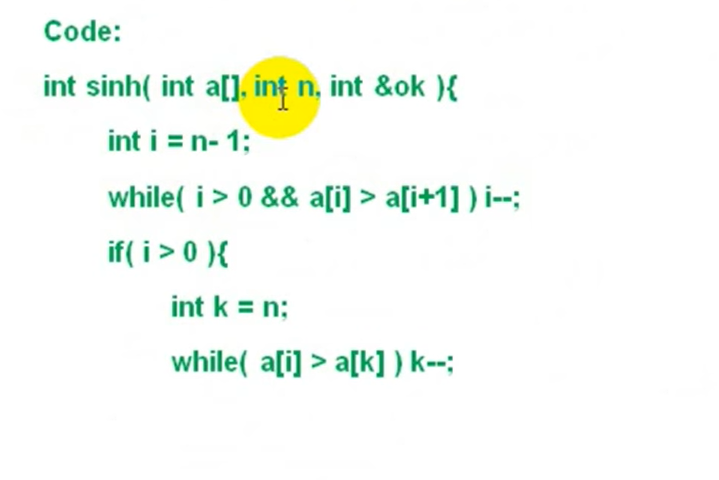 Code:
int sinh( int a[], int n, int &ok ){
int i = n- 1;
while( i > 0 && a[i] > a[i+1] ) i--;
if( i > 0 ){
int k = n;
while( a[i] > a[k] ) k--;